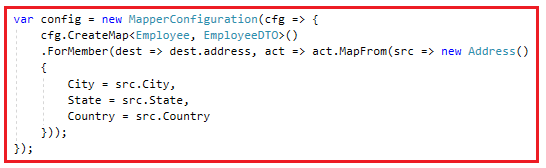 var config = new MapperConfiguration(cfg => {
cfg.CreateMap<Employee, EmployeeDTO>()
.ForMember(dest => dest.address, act => act.MapFrom(src => new Address()
{
City = src.City,
State = src.State,
Country = src.Country
}));
});